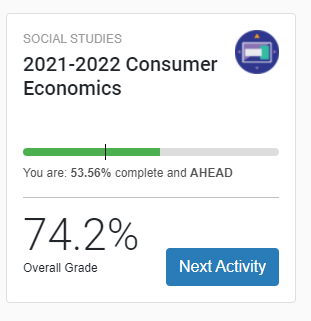 SOCIAL STUDIES
2021-2022 Consumer
Economics
You are: 53.56% complete and AHEAD
74.2%
Overall Grade
Next Activity